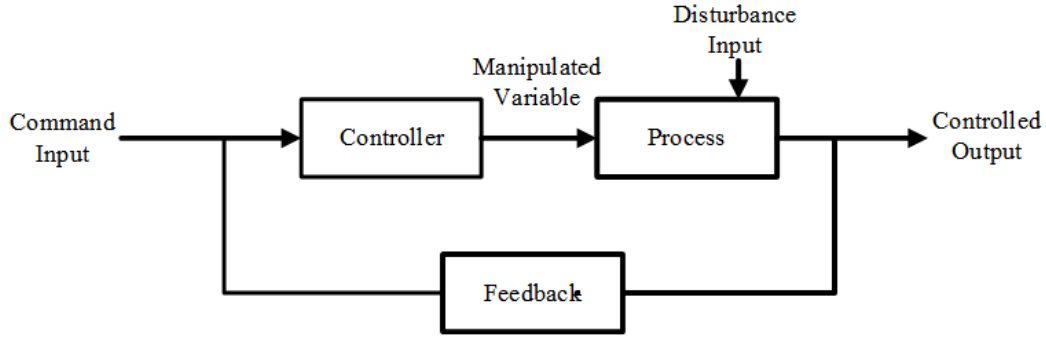 Disturbance
Input
Manipulated
Variable
Command
Input
Controller
Process
Controlled
Output
Feedback